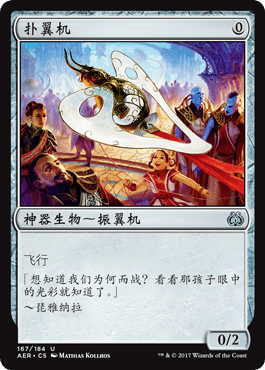 扑翼机 0
神器生物～振翼机
飞行
「想知道我们为何而战？看看那孩子眼中
的光彩就知道了。」
～琵雅纳拉
0/2
167/184 U
AER • CS MATHIAS KOLLROS
™ & © 2017 Wizards of the Coast